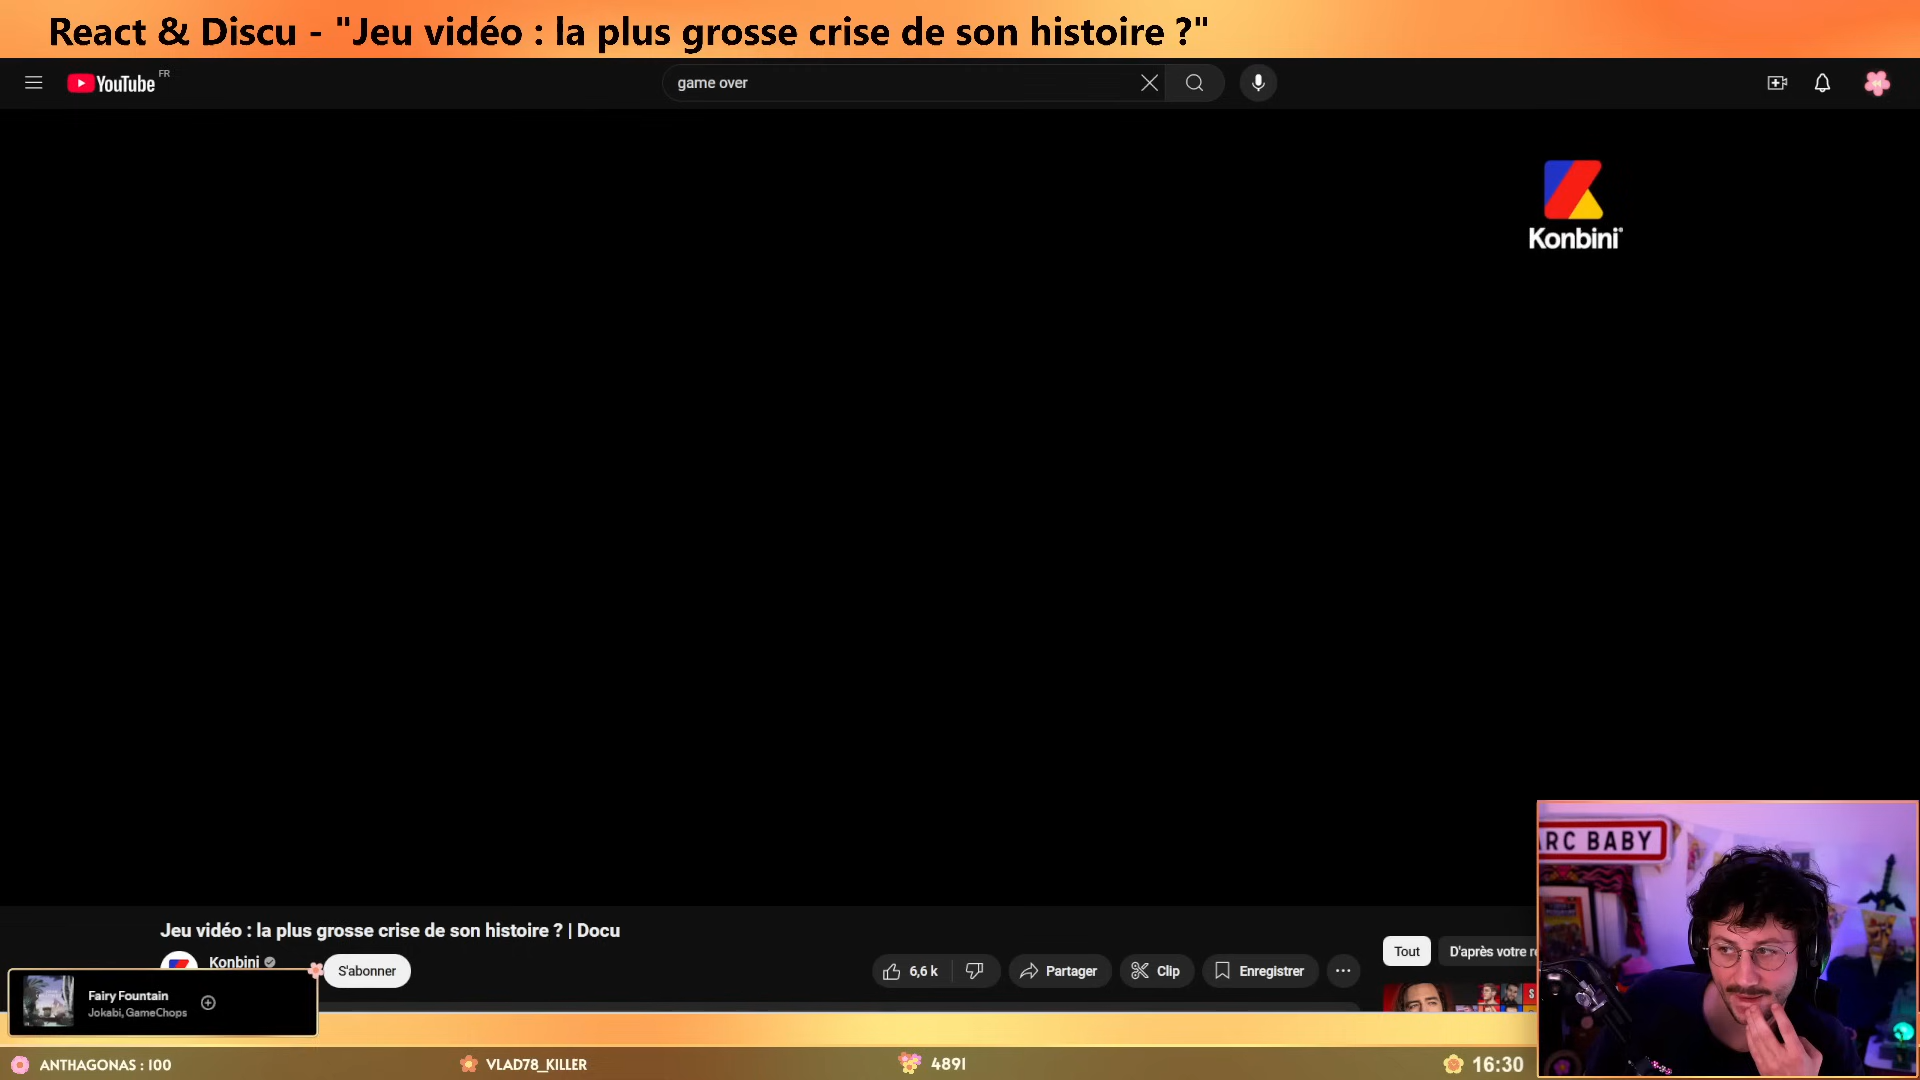 React & Discu - "Jeu vidéo : la plus grosse crise de son histoire ?"
YouTube FR
game over
Konbini
Jeu vidéo : la plus grosse crise de son histoire ? | Docu
Konbini
S'abonner
6,6 k
Partager
Clip
Enregistrer
Tout
D'après votre re
Fairy Fountain
Jokabi, GameChops
ARC BABY
ANTHAGONAS : 100
VLAD78_KILLER
4891
16:30